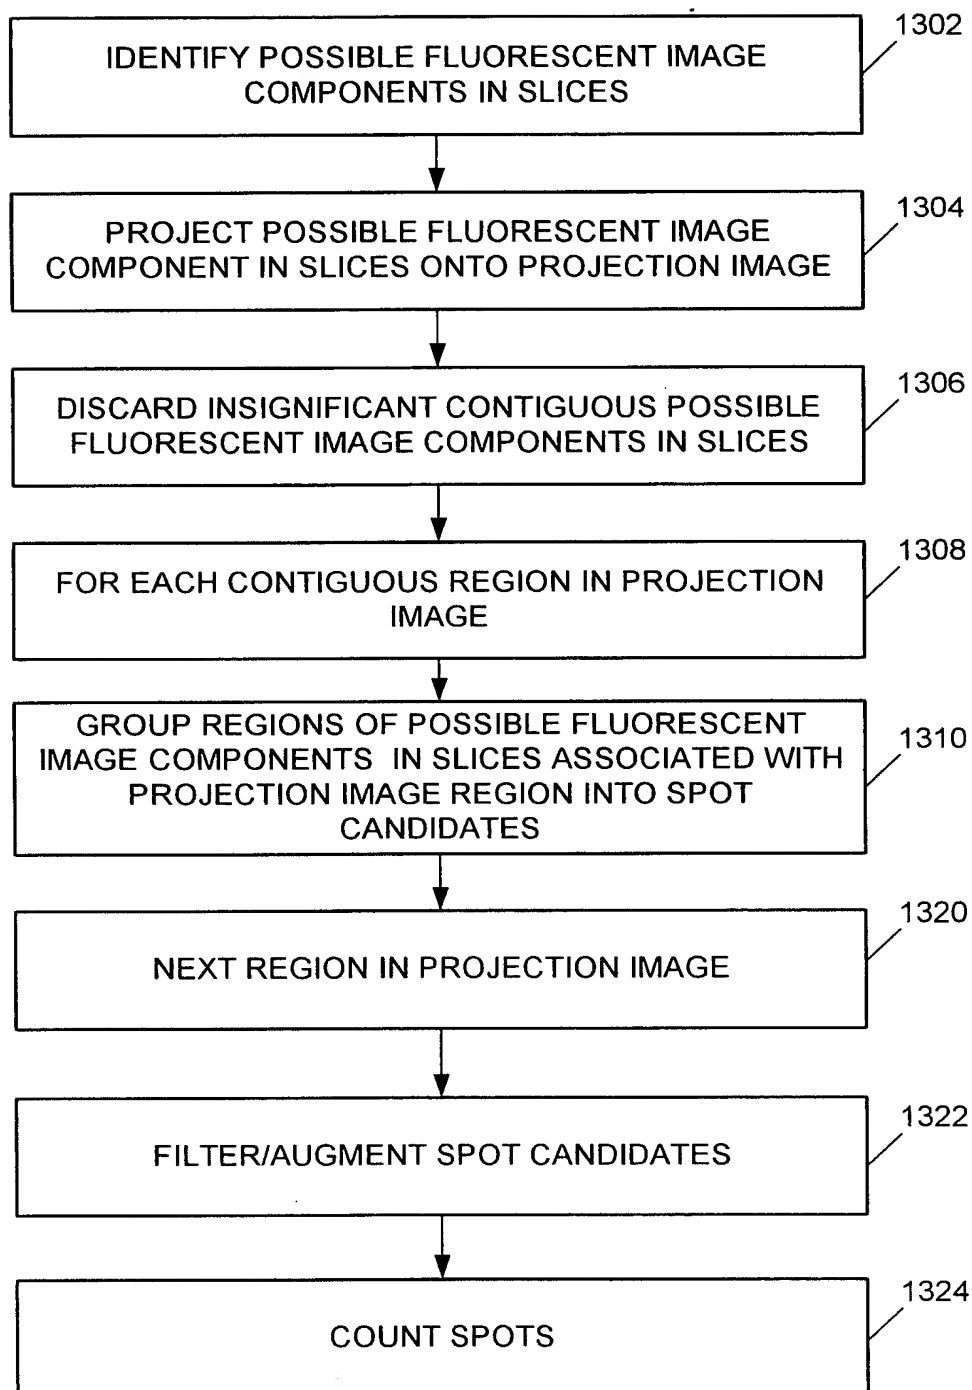 1302
IDENTIFY POSSIBLE FLUORESCENT IMAGE
COMPONENTS IN SLICES
1304
PROJECT POSSIBLE FLUORESCENT IMAGE
COMPONENT IN SLICES ONTO PROJECTION IMAGE
1306
DISCARD INSIGNIFICANT CONTIGUOUS POSSIBLE
FLUORESCENT IMAGE COMPONENTS IN SLICES
1308
FOR EACH CONTIGUOUS REGION IN PROJECTION
IMAGE
1310
GROUP REGIONS OF POSSIBLE FLUORESCENT
IMAGE COMPONENTS IN SLICES ASSOCIATED WITH
PROJECTION IMAGE REGION INTO SPOT
CANDIDATES
1320
NEXT REGION IN PROJECTION IMAGE
1322
FILTER/AUGMENT SPOT CANDIDATES
1324
COUNT SPOTS